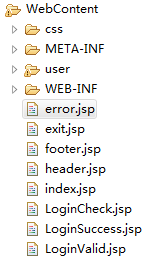 WebContent
css
META-INF
user
WEB-INF
error.jsp
exit.jsp
footer.jsp
header.jsp
index.jsp
LoginCheck.jsp
LoginSuccess.jsp
LoginValid.jsp